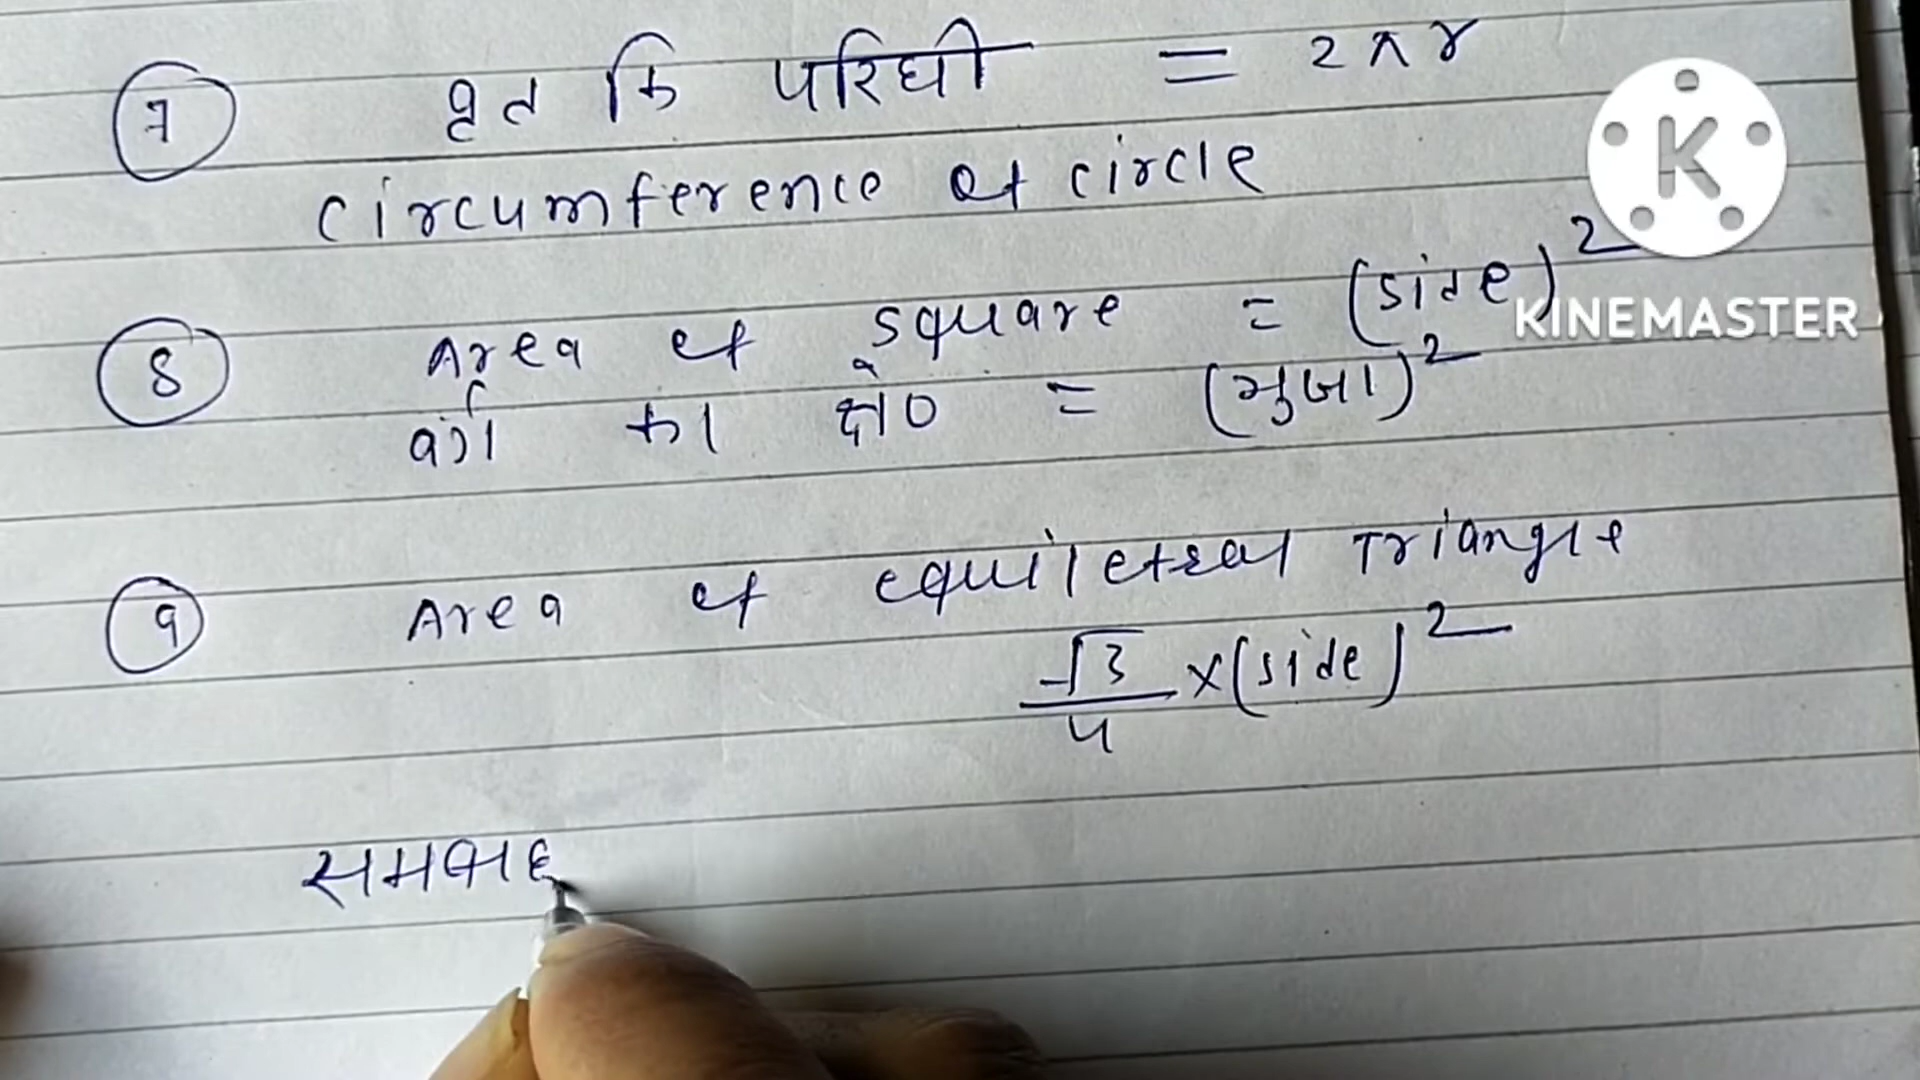 7 वृत कि परिघी = 2πr
circumference of circle
8 Area of square = (side)²
वर्ग का क्षे० = (भुजा)²
9 Area of equiletral Triangle
√3/4 × (side)²
समबाह
K
KINEMASTER